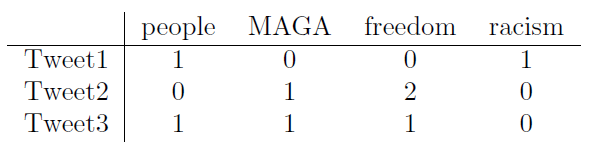 people MAGA freedom racism
Tweet1 1 0 0 1
Tweet2 0 1 2 0
Tweet3 1 1 1 0